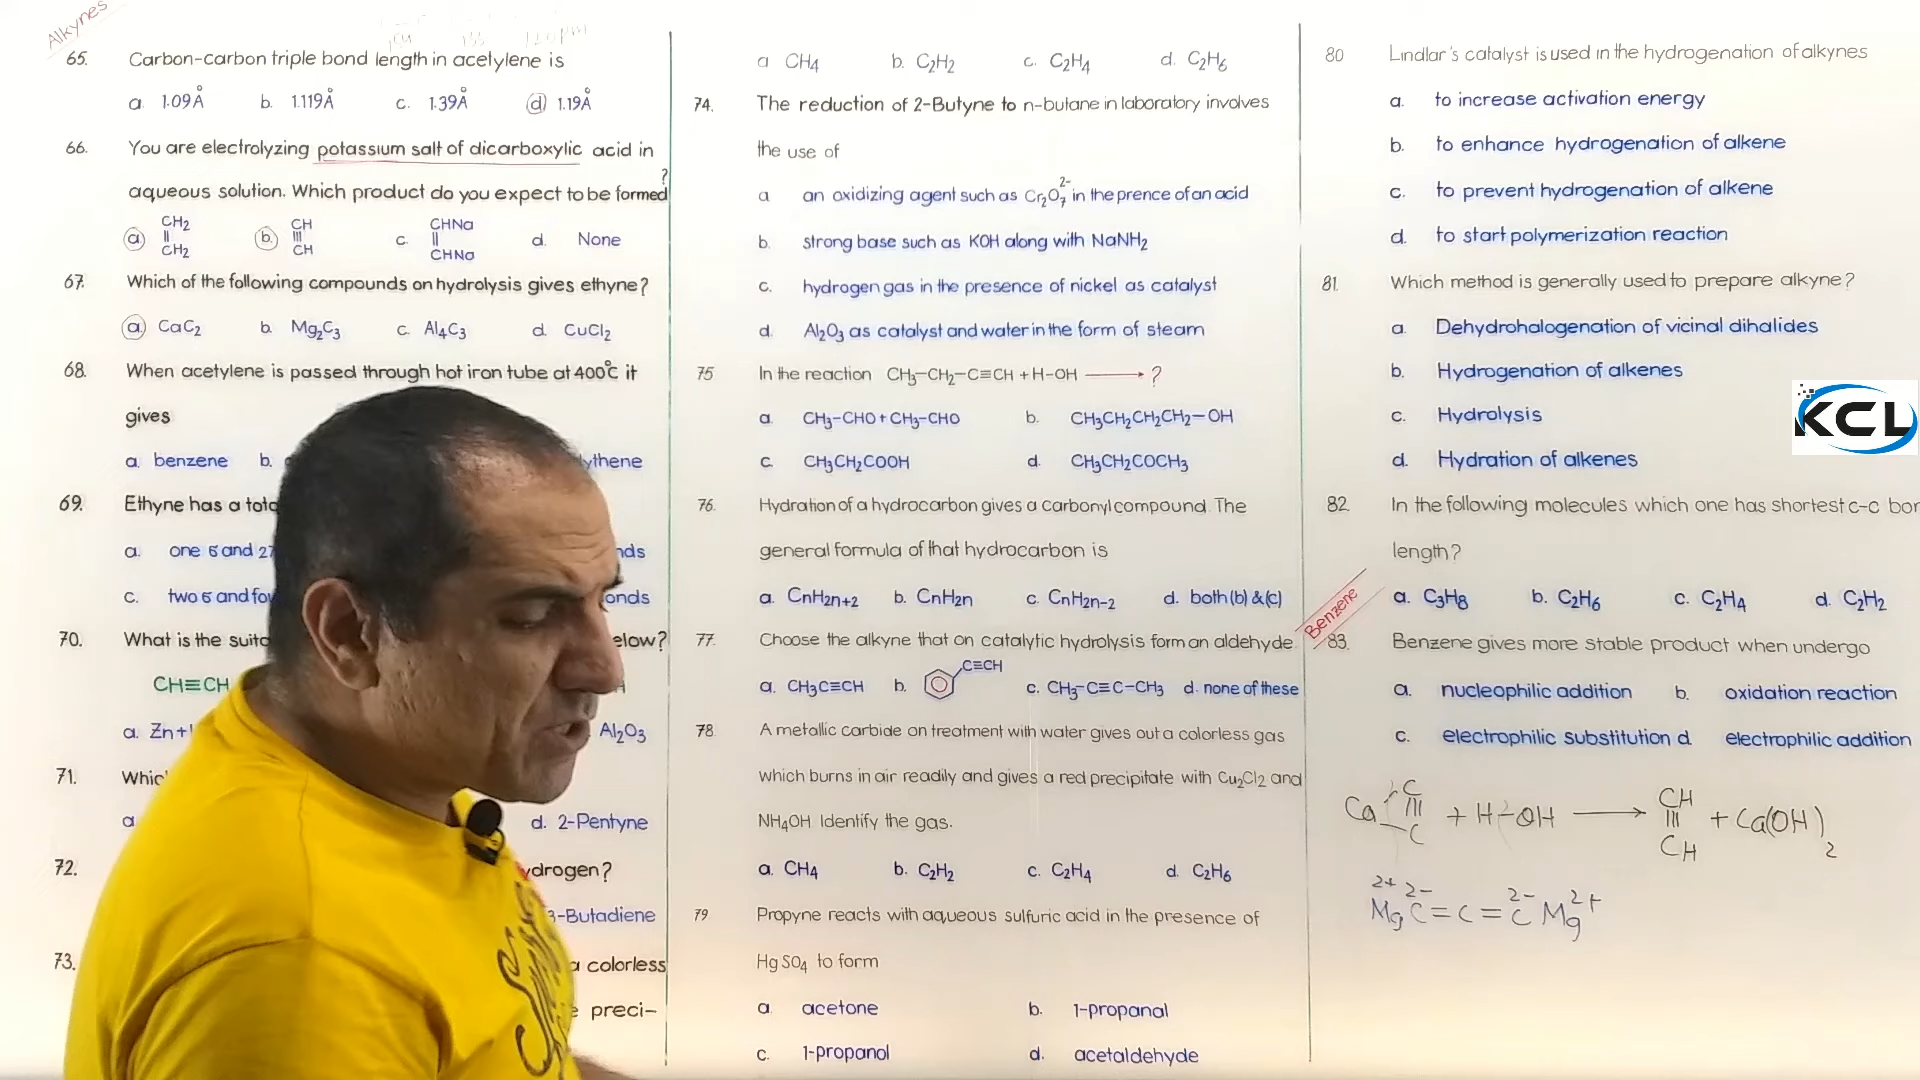 Alkynes
65. Carbon-carbon triple bond length in acelylene is
a. 1.09Å b. 1.119Å c. 1.39Å d 1.19Å
66. You are electrolyzing potassium salt of dicarboxylic acid in
aqueous solution. Which product do you expect to be formed?
a CH2=CH2 b. CH≡CH c. CHNa=CHNa d. None
67. Which of the following compounds on hydrolysis gives ethyne?
a CaC2 b. Mg2C3 c. Al4C3 d. CuCl2
68. When acetylene is passed through hot iron tube at 400°C it
gives
a. benzene b. ythene
69. Ethyne has a tota
a. one 6 and 2 nds
c. two 6 and fo onds
70. What is the suita elow?
CH≡CH
a. Zn+ Al2O3
71. Whic
a d. 2-Pentyne
72. ydrogen?
3-Butadiene
73. a colorless
preci-
a CH4 b. C2H2 c. C2H4 d. C2H6
74. The reduction of 2-Butyne to n-butane in laboratory involves
the use of
a an oxidizing agent such as Cr2O7 2- in the prence of an acid
b. strong base such as KOH along with NaNH2
c. hydrogen gas in the presence of nickel as catalyst
d. Al2O3 as catalyst and water in the form of steam
75 In the reaction CH3-CH2-C≡CH + H-OH ⟶ ?
a. CH3-CHO + CH3-CHO b. CH3CH2CH2CH2-OH
c. CH3CH2COOH d. CH3CH2COCH3
76. Hydration of a hydrocarbon gives a carbonyl compound. The
general formula of that hydrocarbon is
a. CnH2n+2 b. CnH2n c. CnH2n-2 d. both (b) & (c)
77. Choose the alkyne that on catalytic hydrolysis form an aldehyde
a. CH3C≡CH b. C≡CH c. CH3-C≡C-CH3 d. none of these
78. A metallic carbide on treatment with water gives out a colorless gas
which burns in air readily and gives a red precipitate with Cu2Cl2 and
NH4OH. Identify the gas.
a. CH4 b. C2H2 c. C2H4 d. C2H6
79 Propyne reacts with aqueous sulfuric acid in the presence of
HgSO4 to form
a. acetone b. 1-propanal
c. 1-propanol d. acetaldehyde
80 Lindlar's catalyst is used in the hydrogenation of alkynes
a. to increase activation energy
b. to enhance hydrogenation of alkene
c. to prevent hydrogenation of alkene
d. to start polymerization reaction
81. Which method is generally used to prepare alkyne?
a. Dehydrohalogenation of vicinal dihalides
b. Hydrogenation of alkenes
c. Hydrolysis
d. Hydration of alkenes
KCL
82. In the following molecules which one has shortest c-c bon
length?
a. C3H8 b. C2H6 c. C2H4 d. C2H2
Benzene
83. Benzene gives more stable product when undergo
a. nucleophilic addition b. oxidation reaction
c. electrophilic substitution d. electrophilic addition
Ca C≡C + H-OH ⟶ CH≡CH + Ca(OH)2
Mg2+ C2-=C=C2- Mg2+